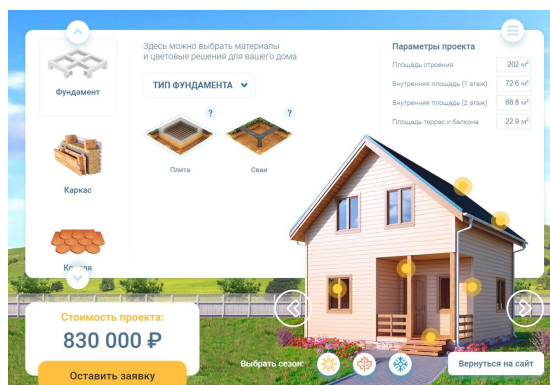 Здесь можно выбрать материалы
и цветовые решения для вашего дома
ТИП ФУНДАМЕНТА
?
?
Плита
Сваи
Фундамент
Каркас
Кровля
Параметры проекта
Площадь строения 202 м²
Внутренняя площадь (1 этаж) 72.6 м²
Внутренняя площадь (2 этаж) 68.8 м²
Площадь террас и балкона 22.9 м²
Стоимость проекта:
830 000 ₽
Оставить заявку
Выбрать сезон:
Вернуться на сайт